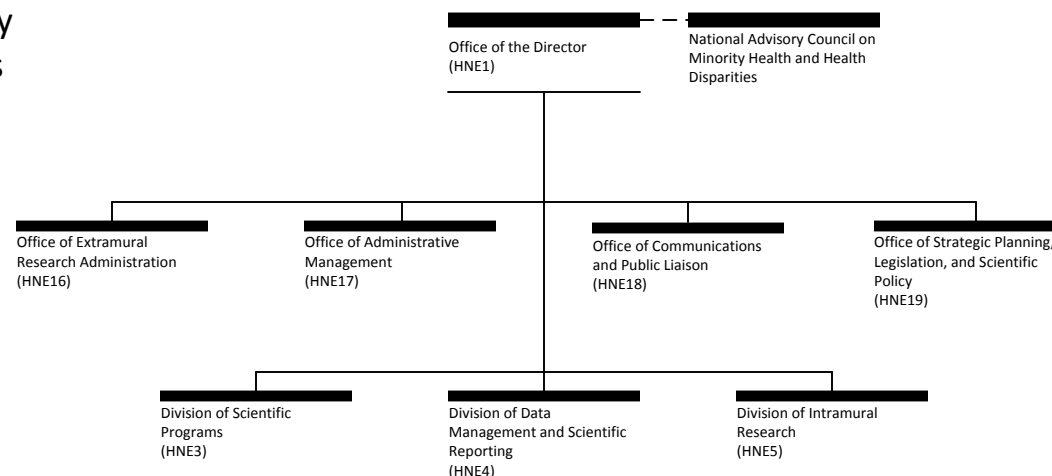 y
s
Office of the Director
(HNE1)
National Advisory Council on
Minority Health and Health
Disparities
Office of Extramural
Research Administration
(HNE16)
Office of Administrative
Management
(HNE17)
Office of Communications
and Public Liaison
(HNE18)
Office of Strategic Planning,
Legislation, and Scientific
Policy
(HNE19)
Division of Scientific
Programs
(HNE3)
Division of Data
Management and Scientific
Reporting
(HNE4)
Division of Intramural
Research
(HNE5)